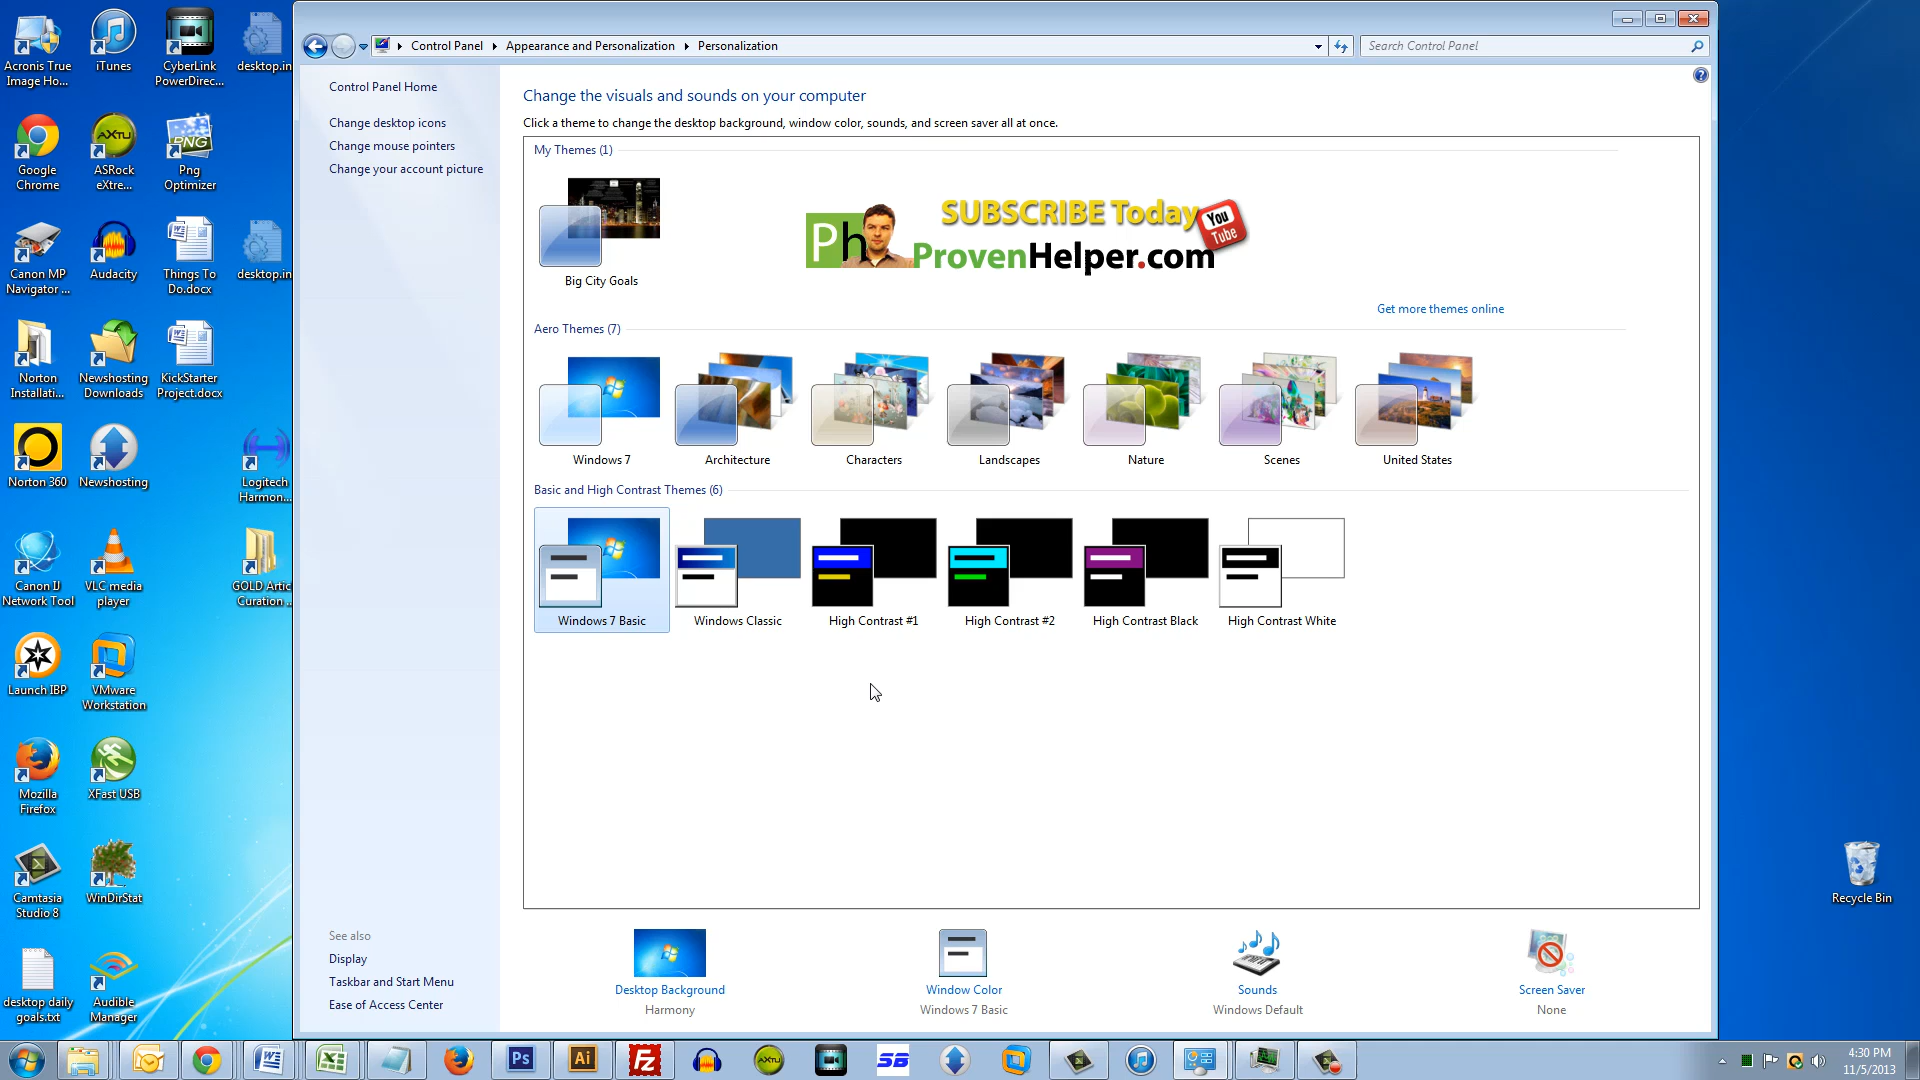 Control Panel
Appearance and Personalization
Personalization
Search Control Panel
Control Panel Home
Change desktop icons
Change mouse pointers
Change your account picture
Change the visuals and sounds on your computer
Click a theme to change the desktop background, window color, sounds, and screen saver all at once.
My Themes (1)
Big City Goals
Ph
SUBSCRIBE Today
You
Tube
ProvenHelper.com
Get more themes online
Aero Themes (7)
Windows 7
Architecture
Characters
Landscapes
Nature
Scenes
United States
Basic and High Contrast Themes (6)
Windows 7 Basic
Windows Classic
High Contrast #1
High Contrast #2
High Contrast Black
High Contrast White
See also
Display
Taskbar and Start Menu
Ease of Access Center
Desktop Background
Harmony
Window Color
Windows 7 Basic
Sounds
Windows Default
Screen Saver
None
Acronis True
Image Ho...
iTunes
CyberLink
PowerDirec...
desktop.in
Google
Chrome
AXTU
ASRock
eXtre...
PNG
Png
Optimizer
Canon MP
Navigator ...
Audacity
Things To
Do.docx
desktop.in
Norton
Installati...
Newshosting
Downloads
KickStarter
Project.docx
Norton 360
Newshosting
Logitech
Harmon...
Canon IJ
Network Tool
VLC media
player
GOLD Artic
Curation ..
Launch IBP
VMware
Workstation
Mozilla
Firefox
XFast USB
Camtasia
Studio 8
WinDirStat
desktop daily
goals.txt
Audible
Manager
Recycle Bin
Ps
Ai
Fz
AXTU
SB
4:30 PM
11/5/2013